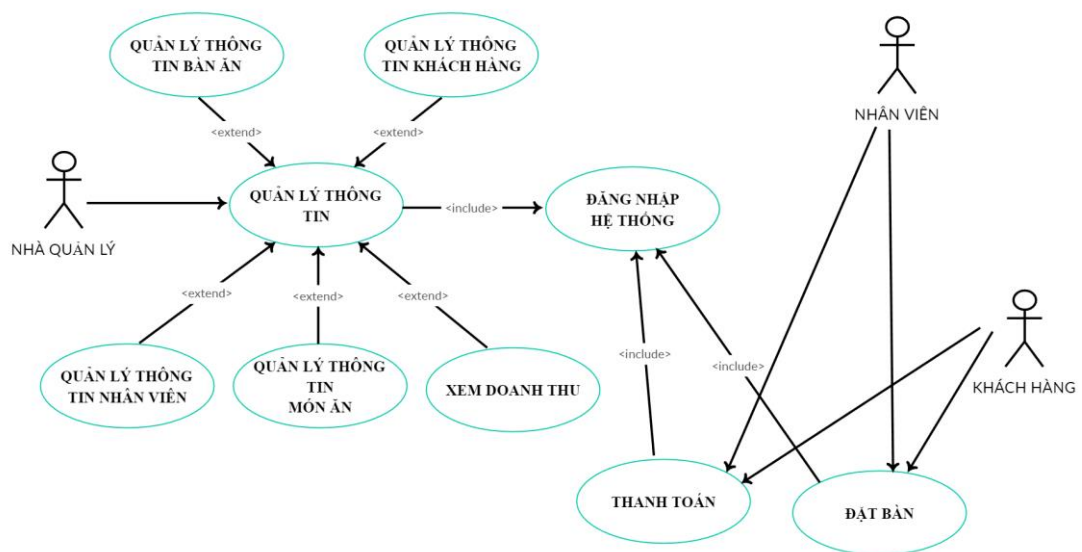 QUẢN LÝ THÔNG
TIN BÀN ĂN
QUẢN LÝ THÔNG
TIN KHÁCH HÀNG
NHÂN VIÊN
<extend>
<extend>
NHÀ QUẢN LÝ
QUẢN LÝ THÔNG
TIN
<include>
ĐĂNG NHẬP
HỆ THỐNG
<extend>
<extend>
<extend>
<include>
<include>
KHÁCH HÀNG
QUẢN LÝ THÔNG
TIN NHÂN VIÊN
QUẢN LÝ THÔNG
TIN
MÓN ĂN
XEM DOANH THU
THANH TOÁN
ĐẶT BÀN